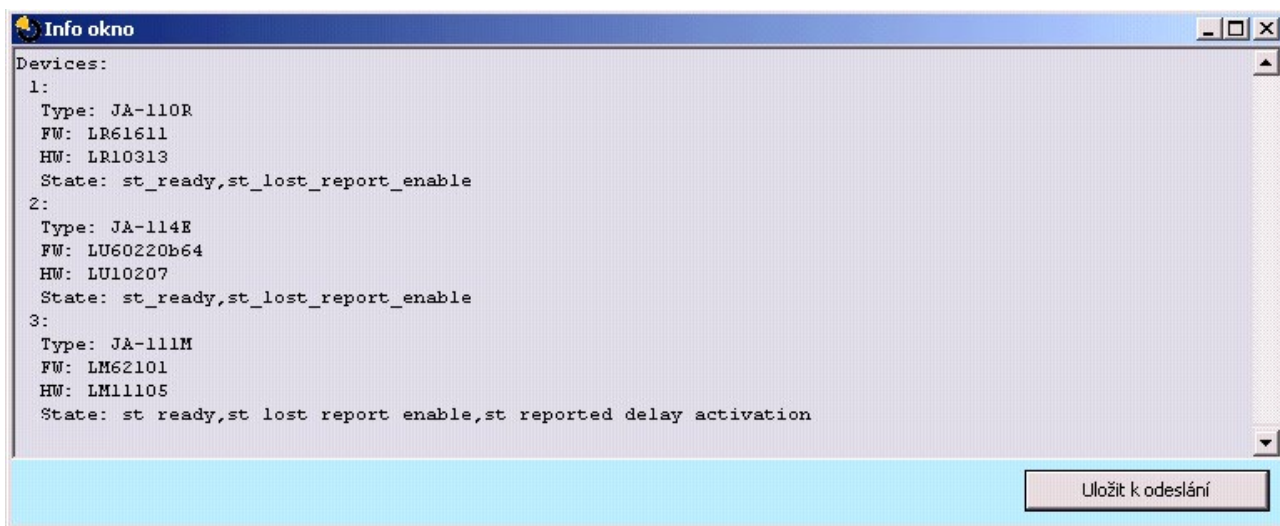 Info okno
Devices:
1:
Type: JA-110R
FW: LR61611
HW: LR10313
State: st_ready,st_lost_report_enable
2:
Type: JA-114E
FW: LU60220b64
HW: LU10207
State: st_ready,st_lost_report_enable
3:
Type: JA-111M
FW: LM62101
HW: LM11105
State: st ready,st lost report enable,st reported delay activation
Uložit k odeslání